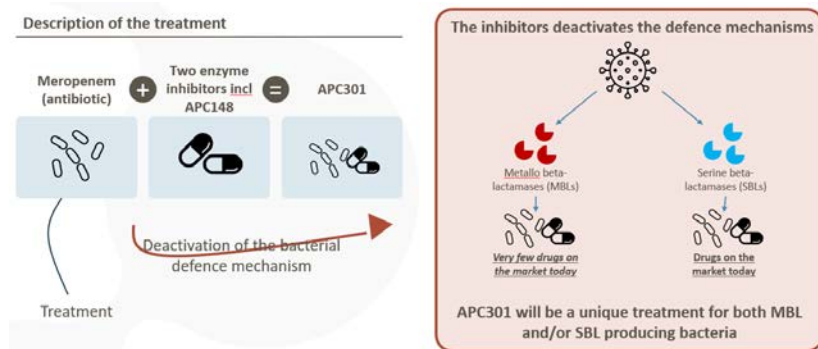 Description of the treatment
Meropenem
(antibiotic)
+
Two enzyme
inhibitors incl
APC148
=
APC301
Deactivation of the bacterial
defence mechanism
Treatment
The inhibitors deactivates the defence mechanisms
Metallo beta-
lactamases (MBLs)
Serine beta-
lactamases (SBLs)
Very few drugs on
the market today
Drugs on the
market today
APC301 will be a unique treatment for both MBL
and/or SBL producing bacteria